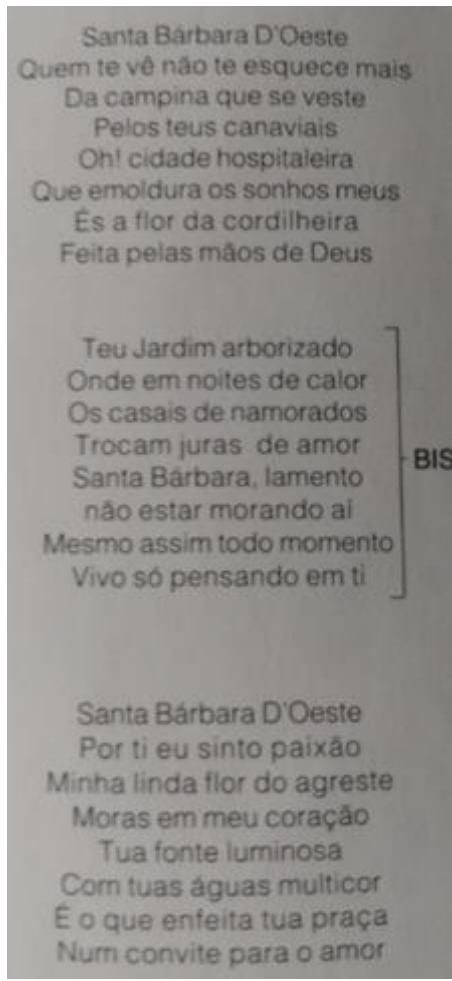 Santa Bárbara D'Oeste
Quem te vê não te esquece mais
Da campina que se veste
Pelos teus canaviais
Oh! cidade hospitaleira
Que emoldura os sonhos meus
És a flor da cordilheira
Feita pelas mãos de Deus
Teu Jardim arborizado
Onde em noites de calor
Os casais de namorados
Trocam juras de amor
Santa Bárbara, lamento
não estar morando aí
Mesmo assim todo momento
Vivo só pensando em ti
BIS
Santa Bárbara D'Oeste
Por ti eu sinto paixão
Minha linda flor do agreste
Moras em meu coração
Tua fonte luminosa
Com tuas águas multicor
É o que enfeita tua praça
Num convite para o amor